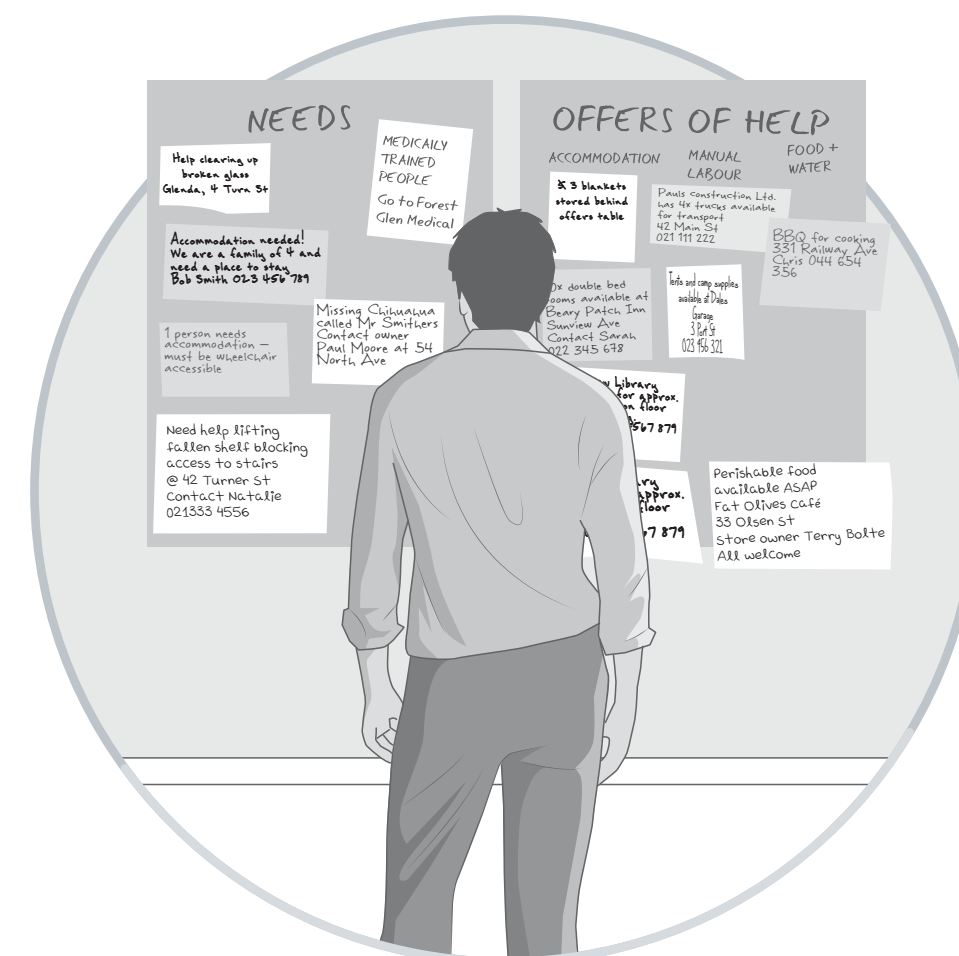 NEEDS
Help clearing up
broken glass
Glenda, 4 Turn St
MEDICALLY
TRAINED
PEOPLE
Go to Forest
Glen Medical
Accommodation needed!
We are a family of 4 and
need a place to stay
Bob Smith 023 456 789
Missing Chihuahua
called Mr Smithers
Contact owner
Paul Moore at 54
North Ave
1 person needs
accommodation –
must be wheelchair
accessible
Need help lifting
fallen shelf blocking
access to stairs
@ 42 Turner St
Contact Natalie
021333 4556
OFFERS OF HELP
ACCOMMODATION
MANUAL
LABOUR
FOOD +
WATER
3 blankets
stored behind
offers table
Pauls construction Ltd.
has 4x trucks available
for transport
42 Main St
021 111 222
BBQ for cooking
331 Railway Ave
Chris 044 654
356
double bed
available at
Beary Patch Inn
Sunview Ave
Contact Sarah
022 345 678
Tents and camp supplies
available at Dales
Garage
3 Port St
023 456 321
Library
for approx.
on floor
567 879
approx.
floor
7 879
Perishable food
available ASAP
Fat Olives Café
33 Olsen St
Store owner Terry Bolte
All welcome